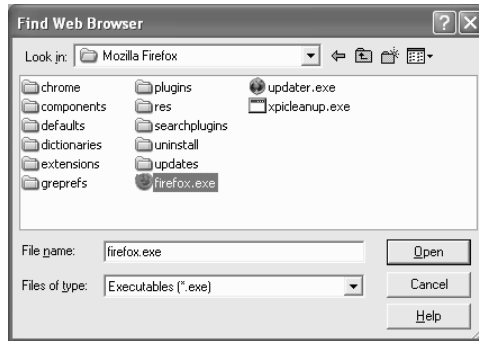 Find Web Browser
Look in: Mozilla Firefox
chrome plugins updater.exe
components res xpicleanup.exe
defaults searchplugins
dictionaries uninstall
extensions updates
greprefs firefox.exe
File name: firefox.exe Open
Files of type: Executables (*.exe) Cancel
Help